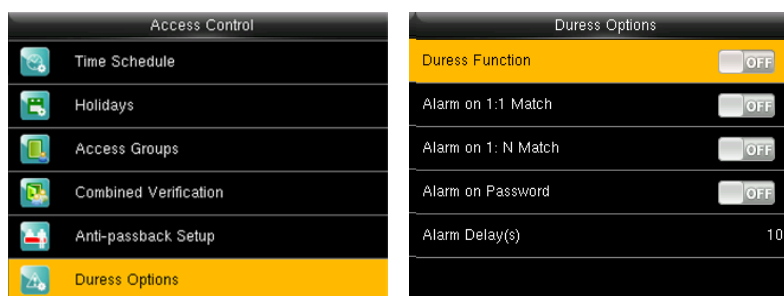 Access Control
Time Schedule
Holidays
Access Groups
Combined Verification
Anti-passback Setup
Duress Options
Duress Options
Duress Function OFF
Alarm on 1:1 Match OFF
Alarm on 1: N Match OFF
Alarm on Password OFF
Alarm Delay(s) 10